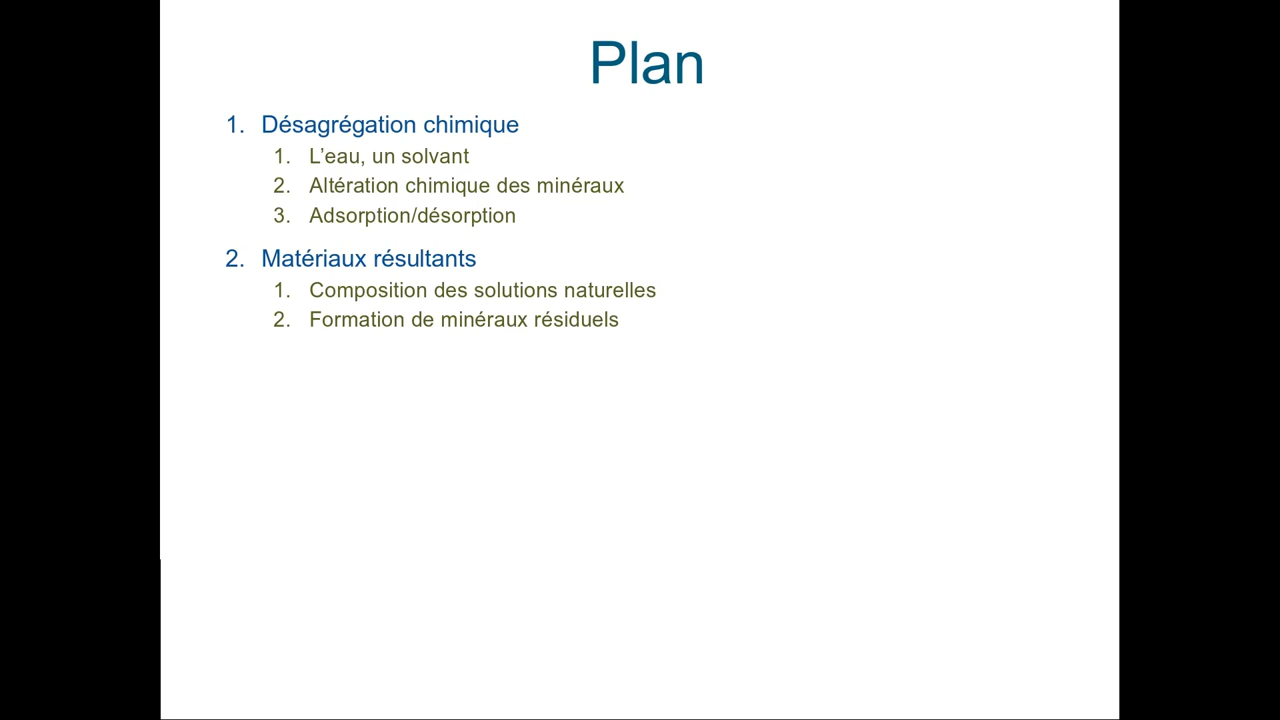 Plan
1. Désagrégation chimique
1. L’eau, un solvant
2. Altération chimique des minéraux
3. Adsorption/désorption
2. Matériaux résultants
1. Composition des solutions naturelles
2. Formation de minéraux résiduels